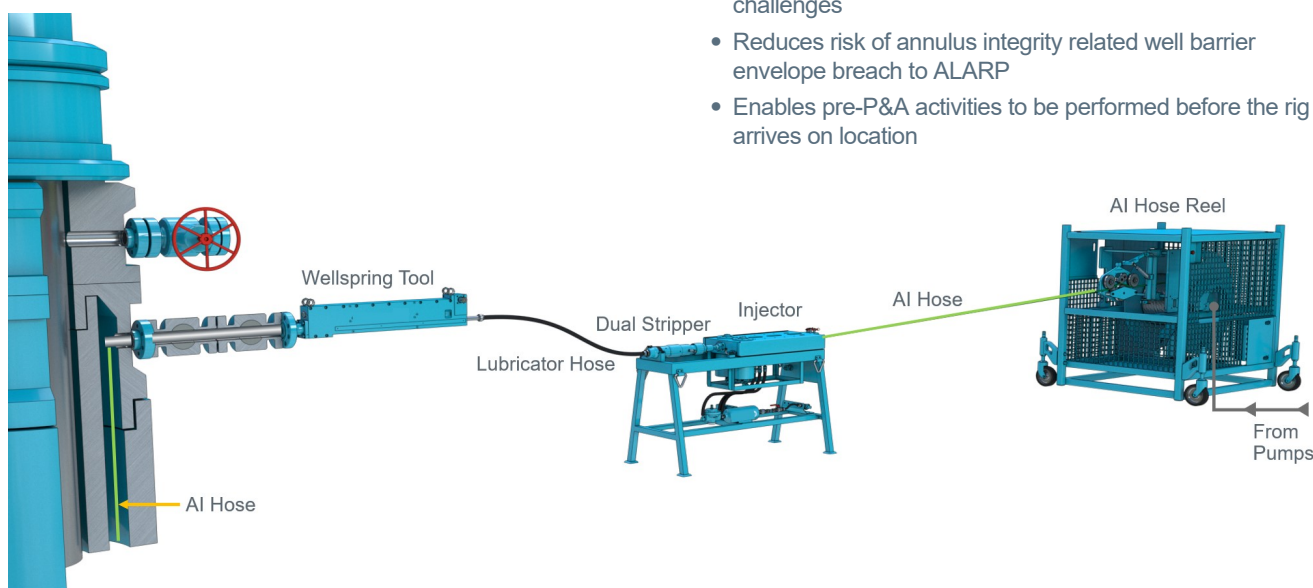 challenges
• Reduces risk of annulus integrity related well barrier
envelope breach to ALARP
• Enables pre-P&A activities to be performed before the rig
arrives on location
AI Hose Reel
Wellspring Tool
AI Hose
Injector
Dual Stripper
Lubricator Hose
From
Pumps
AI Hose